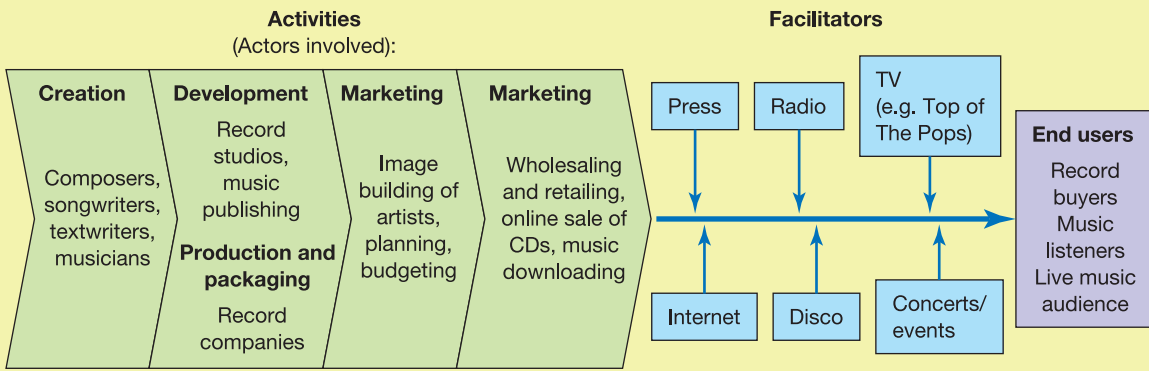 Activities
(Actors involved):
Facilitators
Creation
Composers,
songwriters,
textwriters,
musicians
Development
Record
studios,
music
publishing
Production and
packaging
Record
companies
Marketing
Image
building of
artists,
planning,
budgeting
Marketing
Wholesaling
and retailing,
online sale of
CDs, music
downloading
Press
Radio
TV
(e.g. Top of
The Pops)
Internet
Disco
Concerts/
events
End users
Record
buyers
Music
listeners
Live music
audience